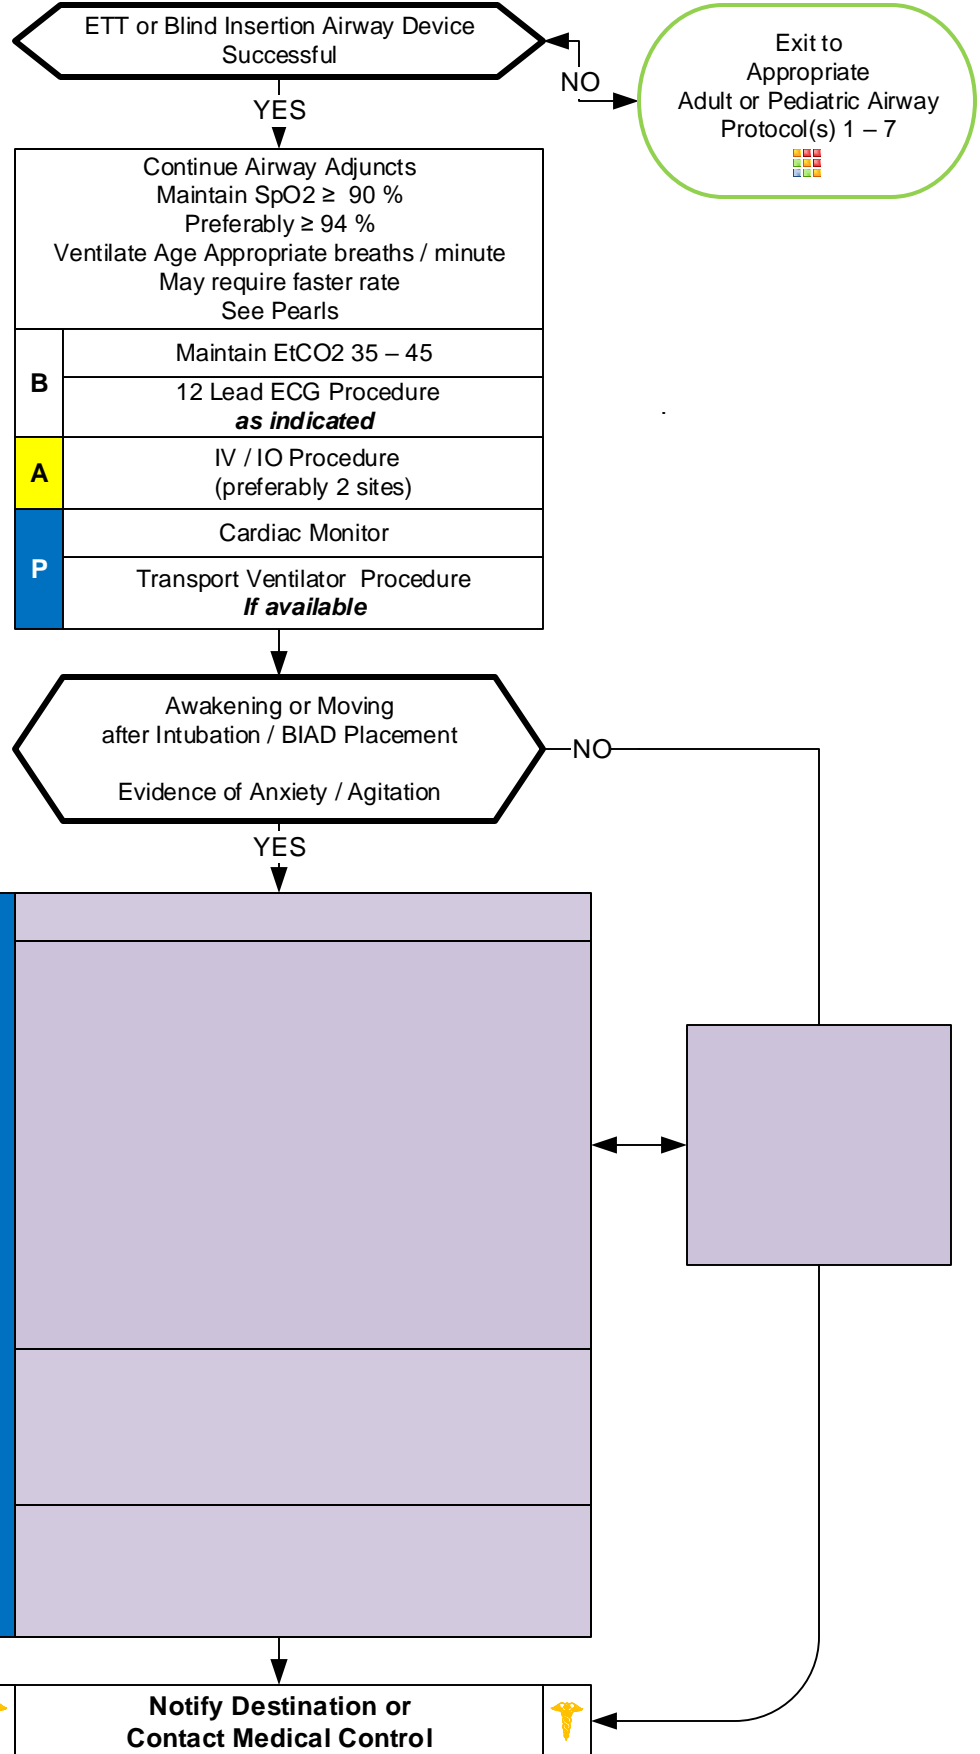 ETT or Blind Insertion Airway Device
Successful
NO
Exit to
Appropriate
Adult or Pediatric Airway
Protocol(s) 1 – 7
YES
Continue Airway Adjuncts
Maintain SpO2 ≥ 90 %
Preferably ≥ 94 %
Ventilate Age Appropriate breaths / minute
May require faster rate
See Pearls
B
Maintain EtCO2 35 – 45
12 Lead ECG Procedure
as indicated
A
IV / IO Procedure
(preferably 2 sites)
P
Cardiac Monitor
Transport Ventilator Procedure
If available
Awakening or Moving
after Intubation / BIAD Placement
Evidence of Anxiety / Agitation
NO
YES
Notify Destination or
Contact Medical Control